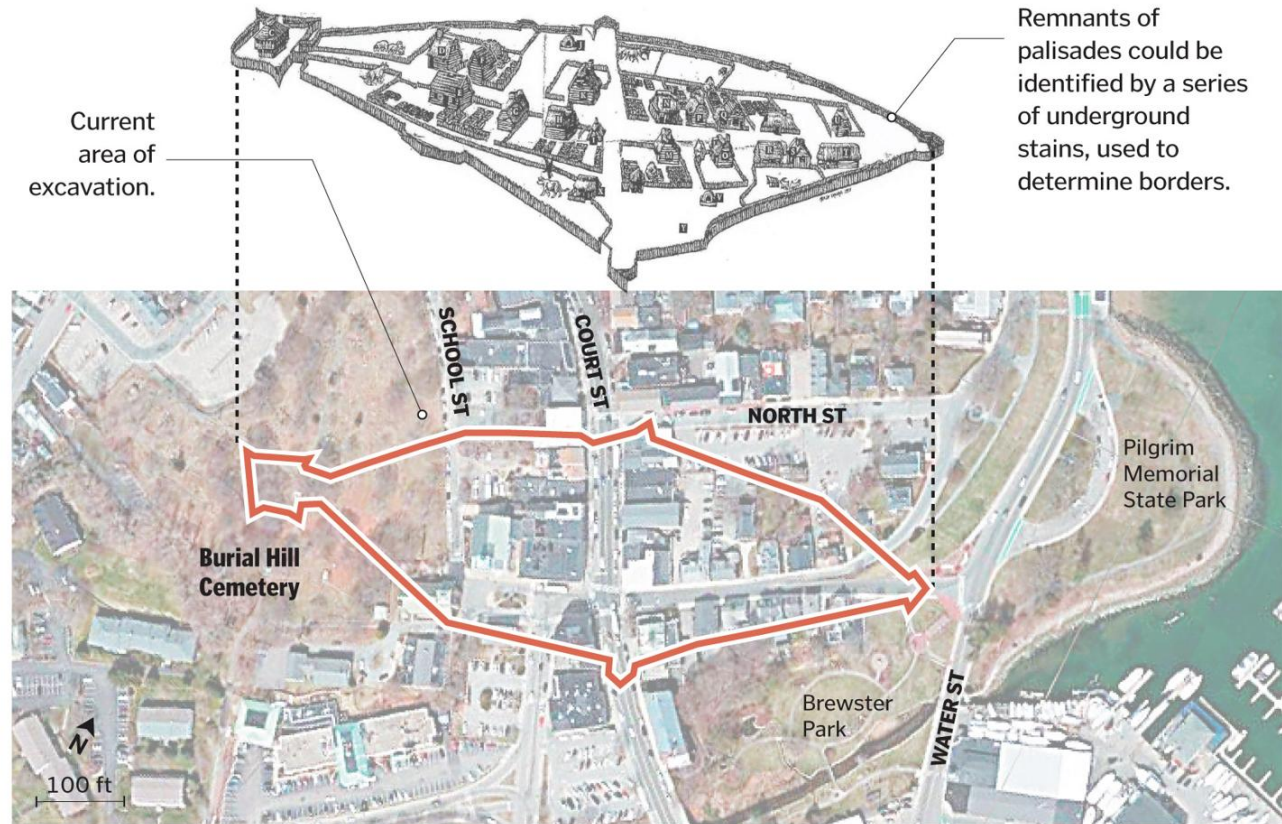 Remnants of
palisades could be
identified by a series
of underground
stains, used to
determine borders.
Current
area of
excavation.
SCHOOL ST
COURT ST
NORTH ST
Pilgrim
Memorial
State Park
Burial Hill
Cemetery
Brewster
Park
WATER ST
N
100 ft